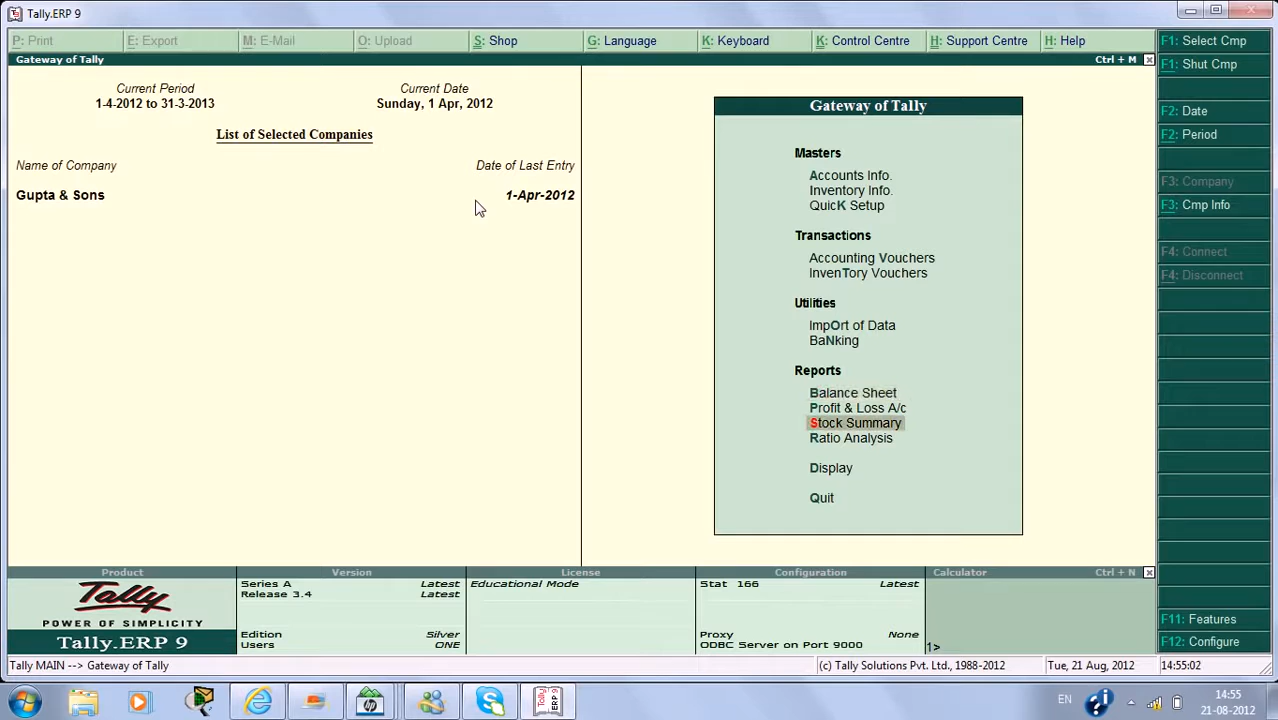 Tally.ERP 9
P: Print E: Export M: E-Mail O: Upload S: Shop G: Language K: Keyboard K: Control Centre H: Support Centre H: Help
Gateway of Tally Ctrl + M
Current Period Current Date
1-4-2012 to 31-3-2013 Sunday, 1 Apr, 2012
List of Selected Companies
Name of Company Date of Last Entry
Gupta & Sons 1-Apr-2012
Gateway of Tally
Masters
Accounts Info.
Inventory Info.
QuicK Setup
Transactions
Accounting Vouchers
InvenTory Vouchers
Utilities
ImpOrt of Data
BaNking
Reports
Balance Sheet
Profit & Loss A/c
Stock Summary
Ratio Analysis
Display
Quit
F1: Select Cmp
F1: Shut Cmp
F2: Date
F2: Period
F3: Company
F3: Cmp Info
F4: Connect
F4: Disconnect
F11: Features
F12: Configure
Product Version License Configuration Calculator Ctrl + N
Tally
POWER OF SIMPLICITY
Tally.ERP 9
Series A Latest
Release 3.4 Latest
Edition Silver
Users ONE
Educational Mode
Stat 166 Latest
Proxy None
ODBC Server on Port 9000
1>
Tally MAIN --> Gateway of Tally (c) Tally Solutions Pvt. Ltd., 1988-2012 Tue, 21 Aug, 2012 14:55:02
EN 14:55
21-08-2012